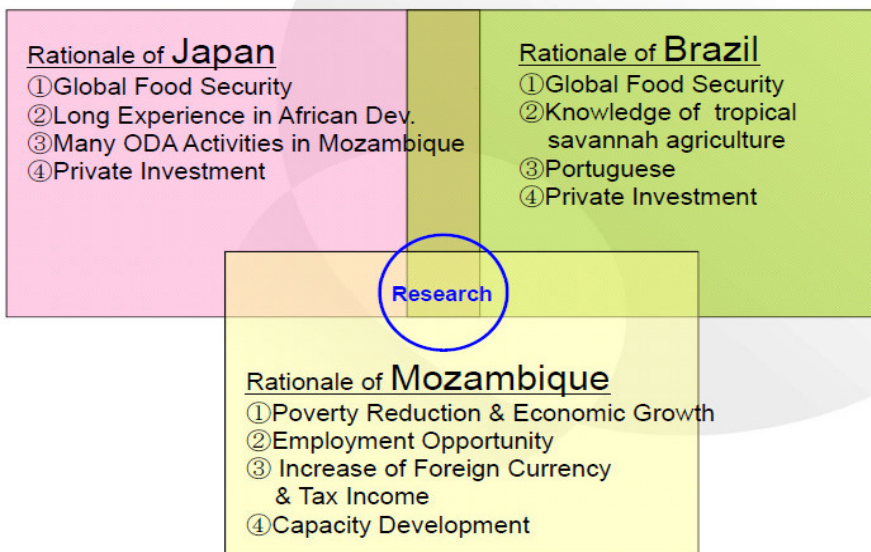 Rationale of Japan
①Global Food Security
②Long Experience in African Dev.
③Many ODA Activities in Mozambique
④Private Investment
Rationale of Brazil
①Global Food Security
②Knowledge of tropical
savannah agriculture
③Portuguese
④Private Investment
Research
Rationale of Mozambique
①Poverty Reduction & Economic Growth
②Employment Opportunity
③ Increase of Foreign Currency
& Tax Income
④Capacity Development